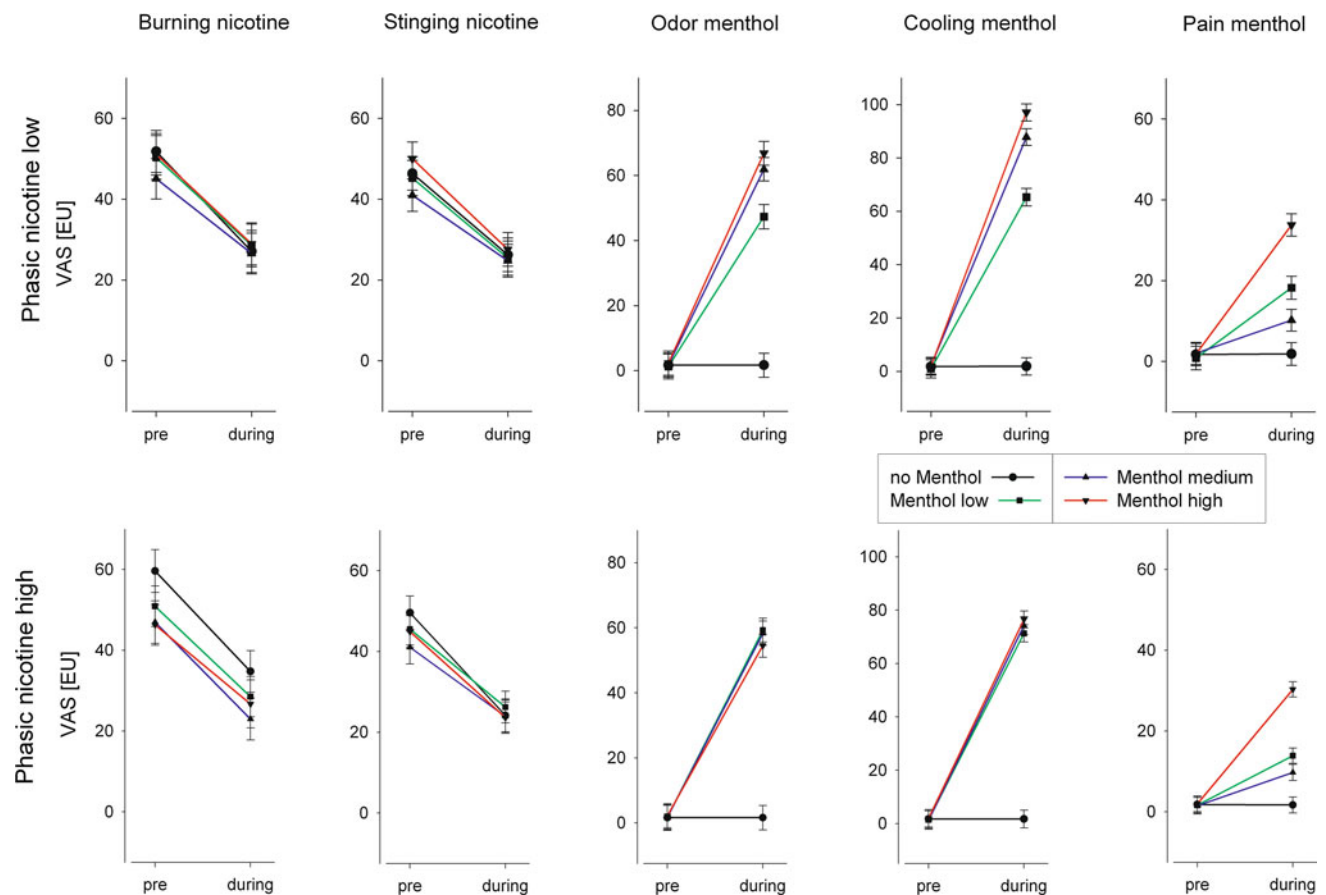 Burning nicotine
Stinging nicotine
Odor menthol
Cooling menthol
Pain menthol
Phasic nicotine low
VAS [EU]
60
40
20
0
pre
during
60
40
20
0
pre
during
80
60
40
20
0
pre
during
100
80
60
40
20
0
pre
during
60
40
20
0
pre
during
no Menthol
Menthol medium
Menthol low
Menthol high
Phasic nicotine high
VAS [EU]
60
40
20
0
pre
during
60
40
20
0
pre
during
80
60
40
20
0
pre
during
100
80
60
40
20
0
pre
during
60
40
20
0
pre
during